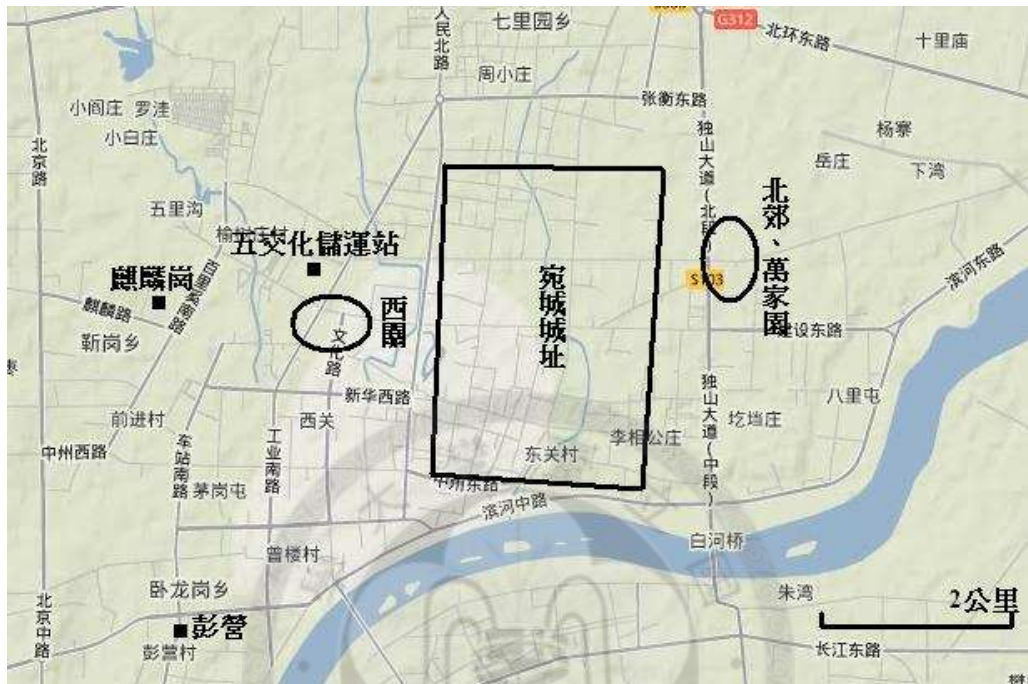 七里园乡
G312
人民北路
北环东路
十里庙
周小庄
张衡东路
小阎庄
罗洼
小白庄
杨寨
岳庄
下湾
北京路
独山大道(北段)
五里沟
北郊、萬家園
五交化儲運站
麒麟岗
百里奚南路
麒麟路
西園
宛城城址
S103
滨河东路
靳岗乡
文化路
建设东路
新华西路
八里屯
前进村
西关
独山大道(中段)
圪垱庄
李相公庄
中州西路
车站南路
工业南路
东关村
茅岗屯
中州东路
滨河中路
白河桥
曾楼村
卧龙岗乡
朱湾
2公里
北京中路
彭營
彭营村
长江东路